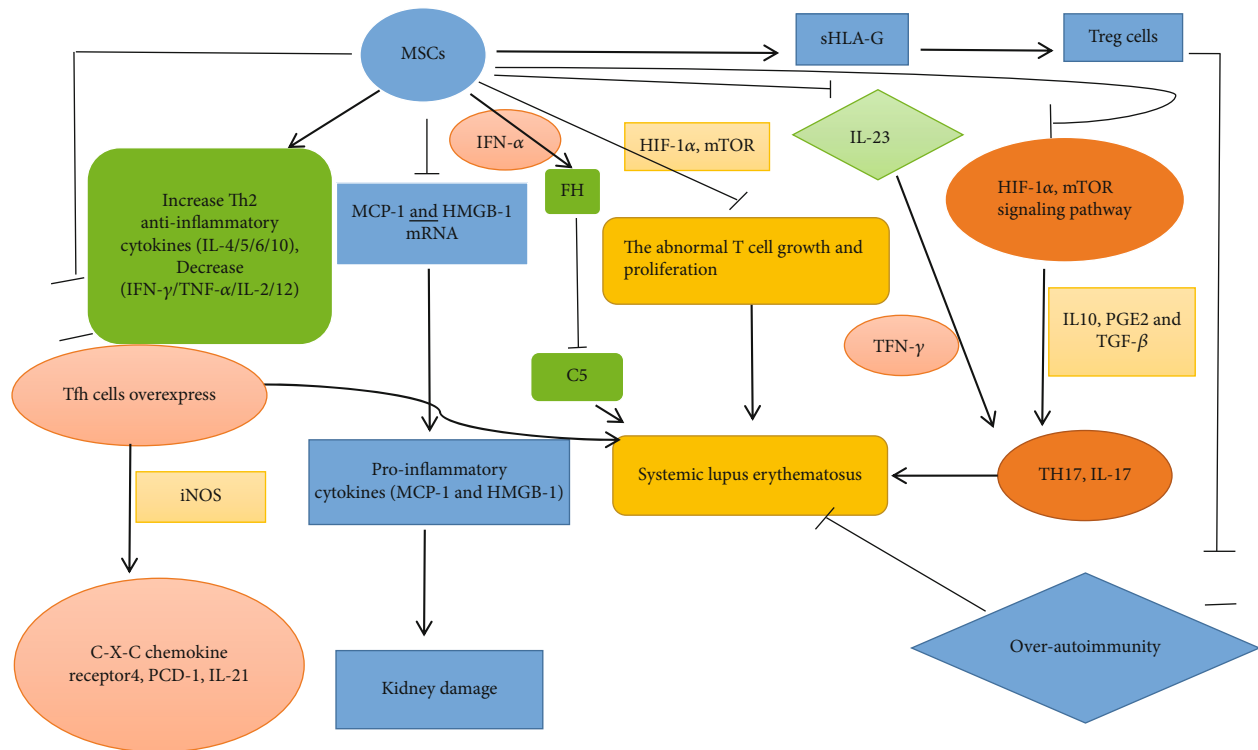 MSCs
sHLA-G
Treg cells
IFN-α
HIF-1α, mTOR
IL-23
Increase Th2
anti-inflammatory
cytokines (IL-4/5/6/10),
Decrease
(IFN-γ/TNF-α/IL-2/12)
MCP-1 and HMGB-1
mRNA
FH
The abnormal T cell growth and
proliferation
HIF-1α, mTOR
signaling pathway
IL10, PGE2 and
TGF-β
TFN-γ
C5
Tfh cells overexpress
iNOS
Pro-inflammatory
cytokines (MCP-1 and HMGB-1)
Systemic lupus erythematosus
TH17, IL-17
C-X-C chemokine
receptor4, PCD-1, IL-21
Kidney damage
Over-autoimmunity